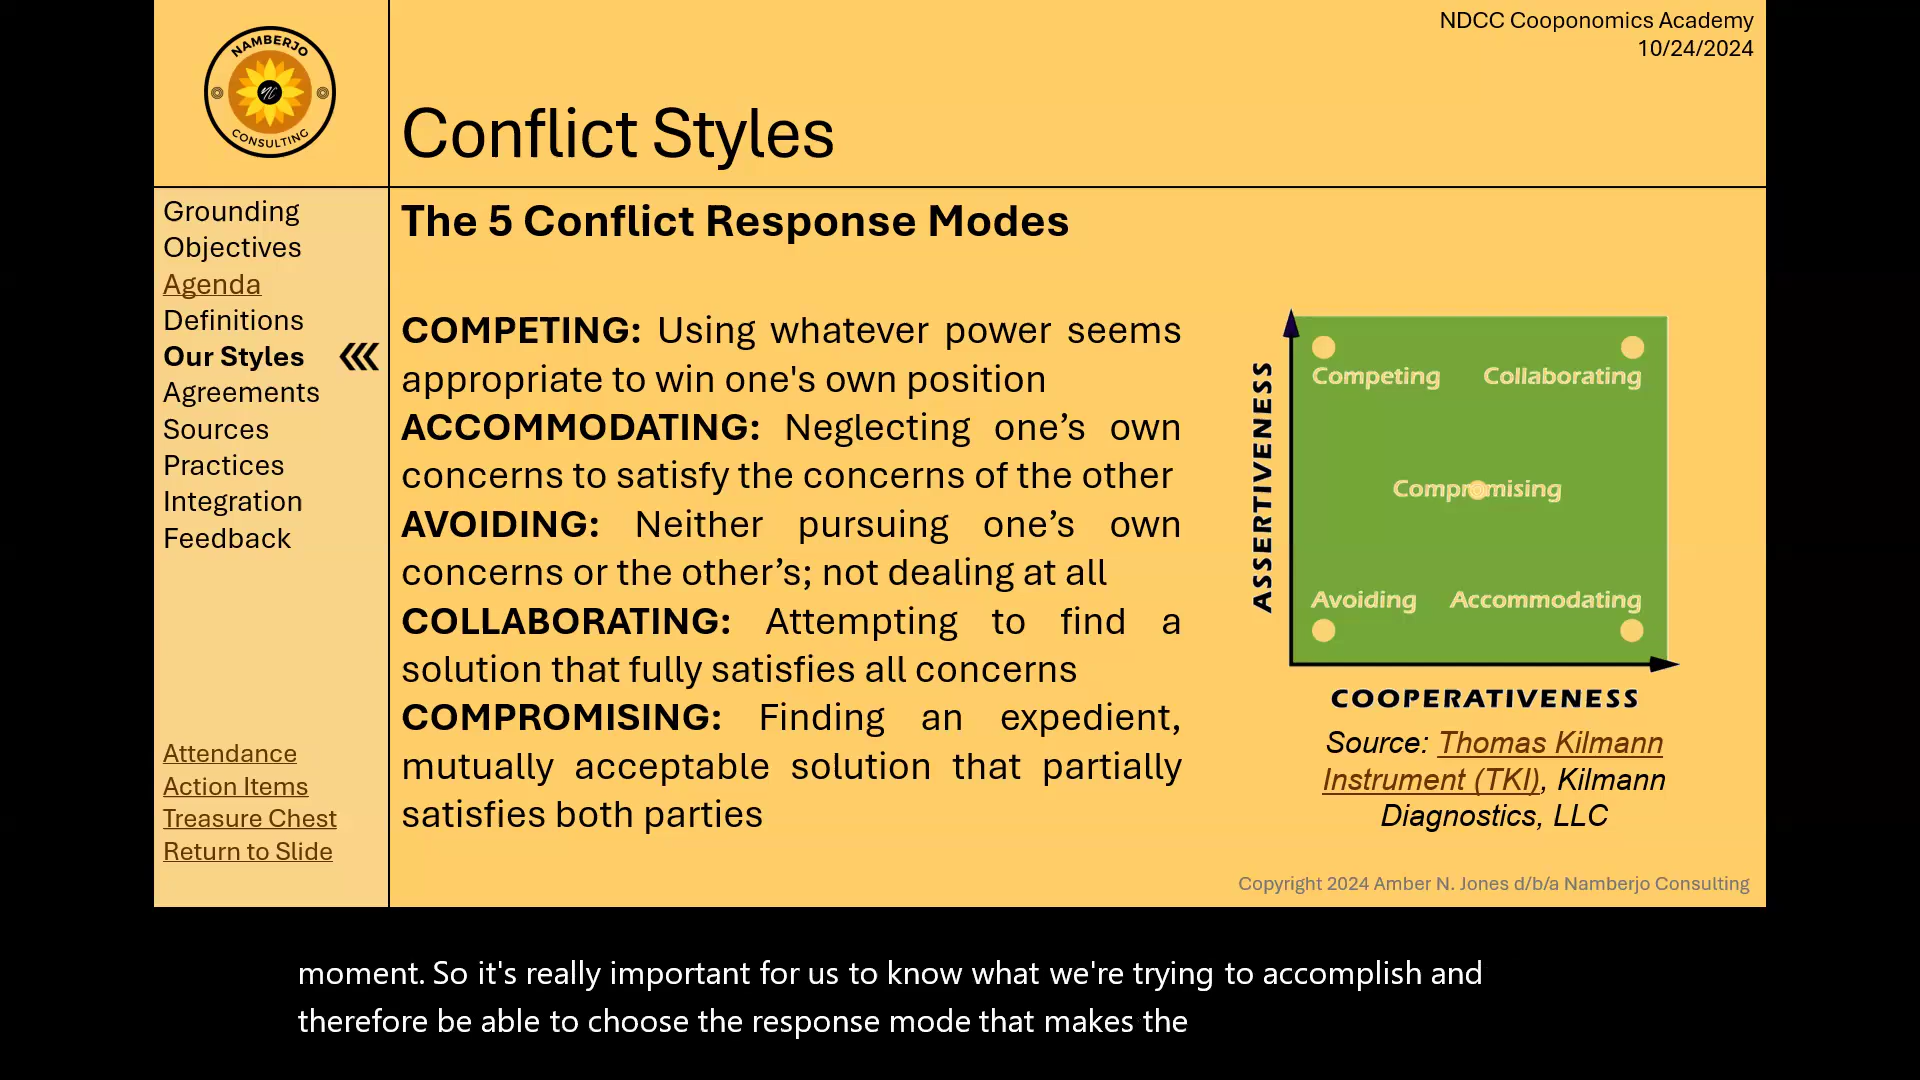 NAMBERJO
NC
CONSULTING
NDCC Cooponomics Academy
10/24/2024
Conflict Styles
Grounding
Objectives
Agenda
Definitions
Our Styles
Agreements
Sources
Practices
Integration
Feedback
Attendance
Action Items
Treasure Chest
Return to Slide
The 5 Conflict Response Modes
COMPETING: Using whatever power seems
appropriate to win one's own position
ACCOMMODATING: Neglecting one’s own
concerns to satisfy the concerns of the other
AVOIDING: Neither pursuing one’s own
concerns or the other’s; not dealing at all
COLLABORATING: Attempting to find a
solution that fully satisfies all concerns
COMPROMISING: Finding an expedient,
mutually acceptable solution that partially
satisfies both parties
ASSERTIVENESS
Competing Collaborating
Compromising
Avoiding Accommodating
COOPERATIVENESS
Source: Thomas Kilmann
Instrument (TKI), Kilmann
Diagnostics, LLC
Copyright 2024 Amber N. Jones d/b/a Namberjo Consulting
moment. So it's really important for us to know what we're trying to accomplish and
therefore be able to choose the response mode that makes the